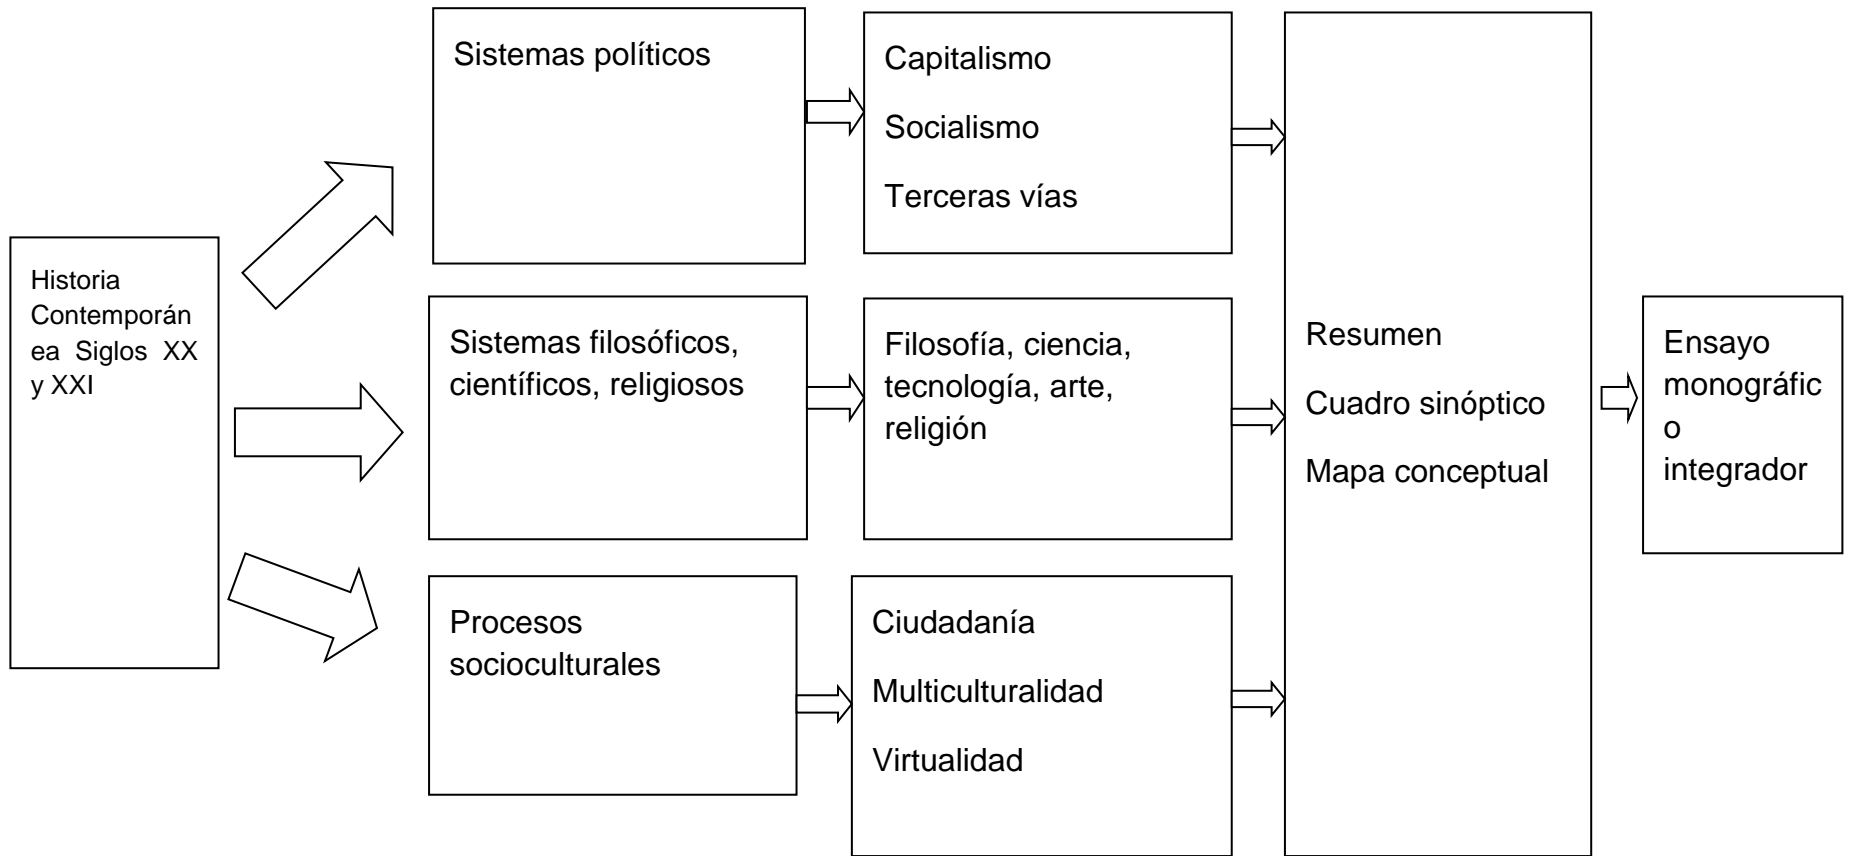 Historia
Contemporán
ea Siglos XX
y XXI
Sistemas políticos
Capitalismo
Socialismo
Terceras vías
Sistemas filosóficos,
científicos, religiosos
Filosofía, ciencia,
tecnología, arte,
religión
Procesos
socioculturales
Ciudadanía
Multiculturalidad
Virtualidad
Resumen
Cuadro sinóptico
Mapa conceptual
Ensayo
monográfic
o
integrador